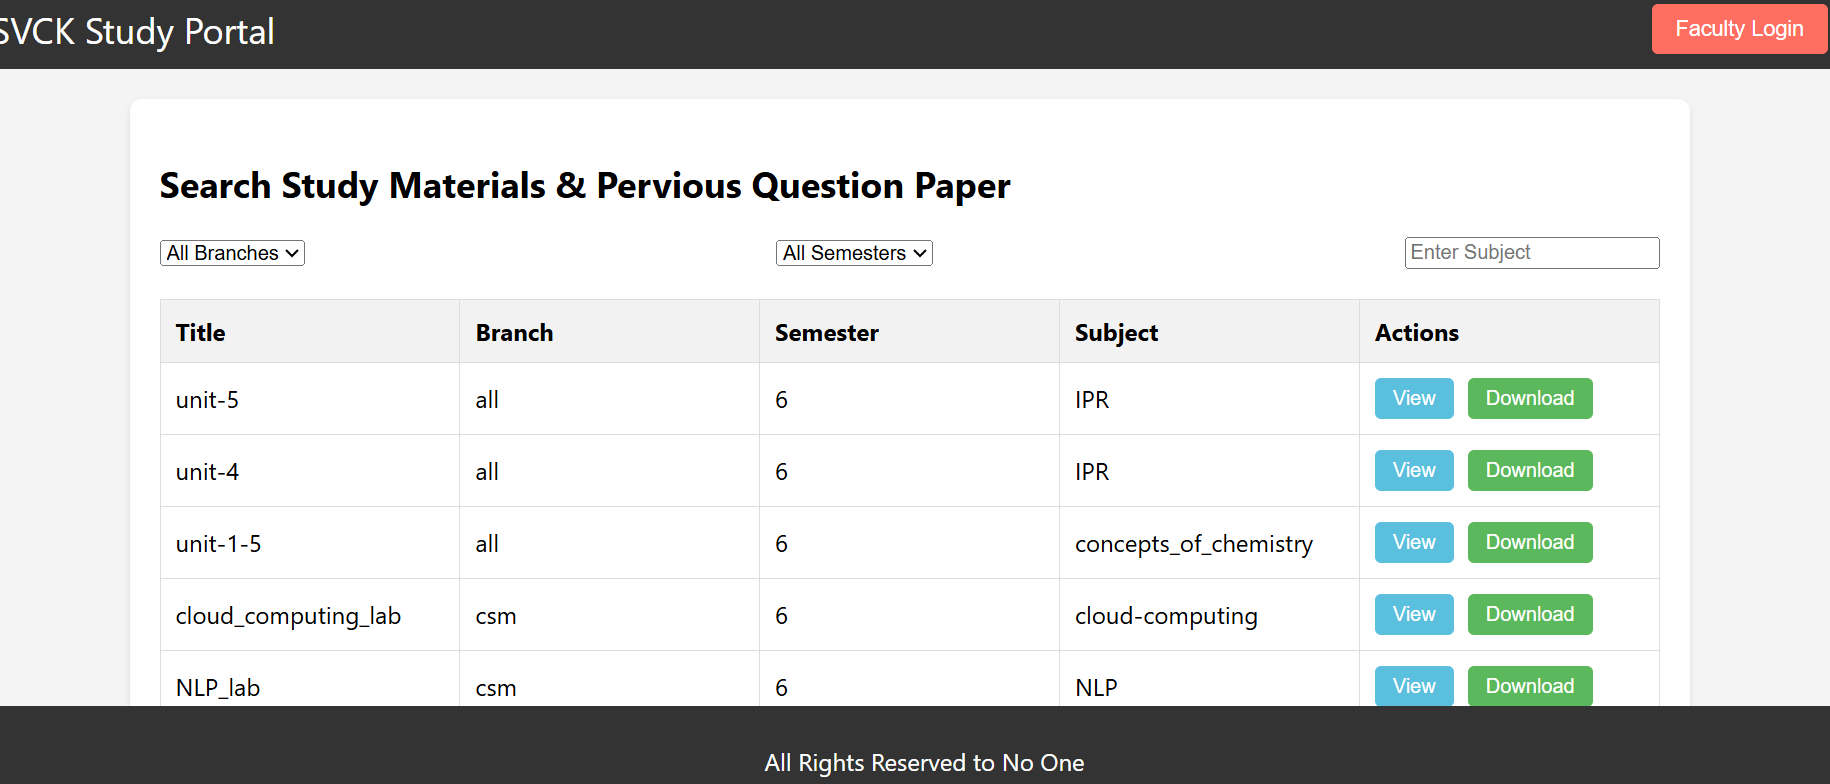 SVCK Study Portal
Faculty Login
Search Study Materials & Pervious Question Paper
All Branches
All Semesters
Enter Subject
Title Branch Semester Subject Actions
unit-5 all 6 IPR View Download
unit-4 all 6 IPR View Download
unit-1-5 all 6 concepts_of_chemistry View Download
cloud_computing_lab csm 6 cloud-computing View Download
NLP_lab csm 6 NLP View Download
All Rights Reserved to No One